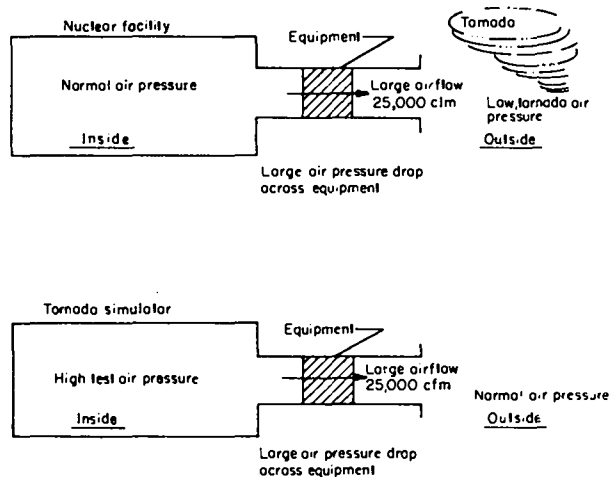 Nuclear facility
Equipment
Tornado
Normal air pressure
Large airflow
25,000 clm
Low, tornado air
pressure
Inside
Outside
Large air pressure drop
across equipment
Tornado simulator
Equipment
High test air pressure
Large airflow
25,000 cfm
Normal air pressure
Inside
Outside
Large air pressure drop
across equipment